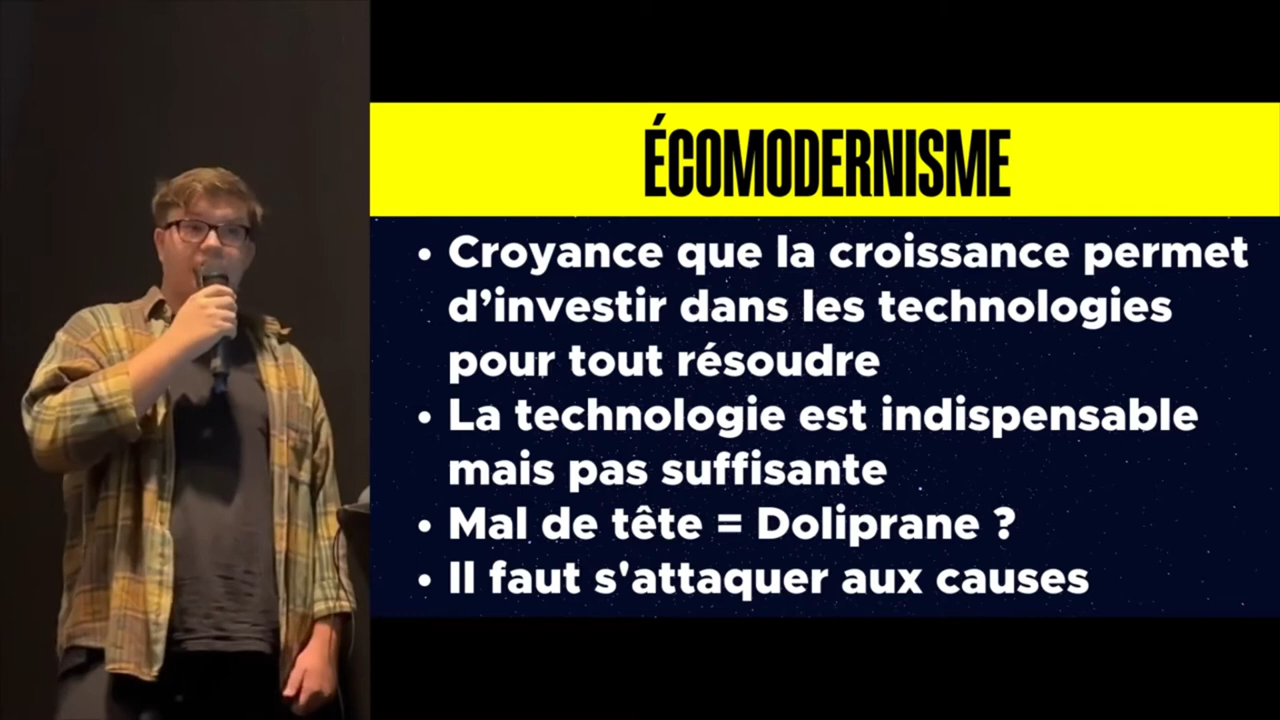 ÉCOMODERNISME
• Croyance que la croissance permet
d’investir dans les technologies
pour tout résoudre
• La technologie est indispensable
mais pas suffisante
• Mal de tête = Doliprane ?
• Il faut s'attaquer aux causes